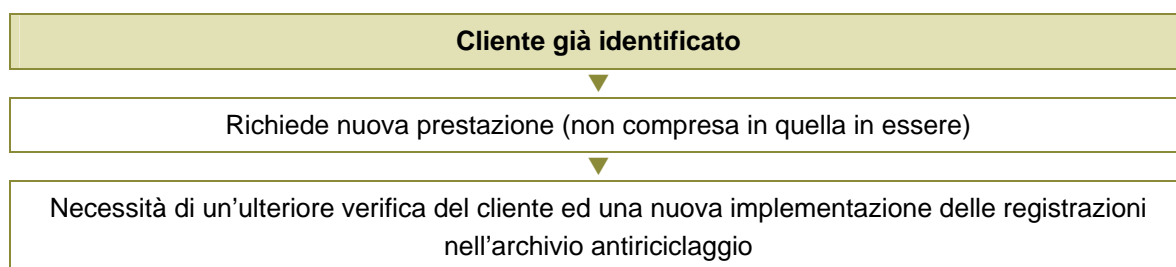 Cliente già identificato
Richiede nuova prestazione (non compresa in quella in essere)
Necessità di un’ulteriore verifica del cliente ed una nuova implementazione delle registrazioni
nell’archivio antiriciclaggio